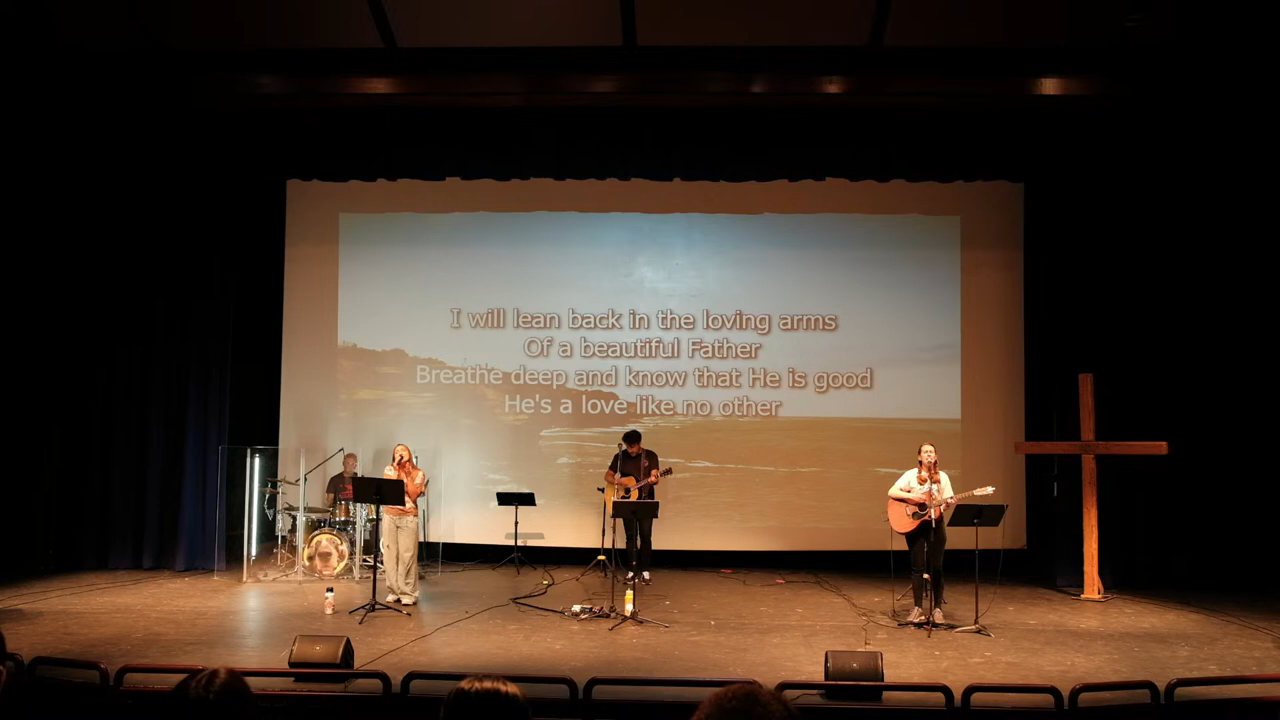 I will lean back in the loving arms
Of a beautiful Father
Breathe deep and know that He is good
He's a love like no other